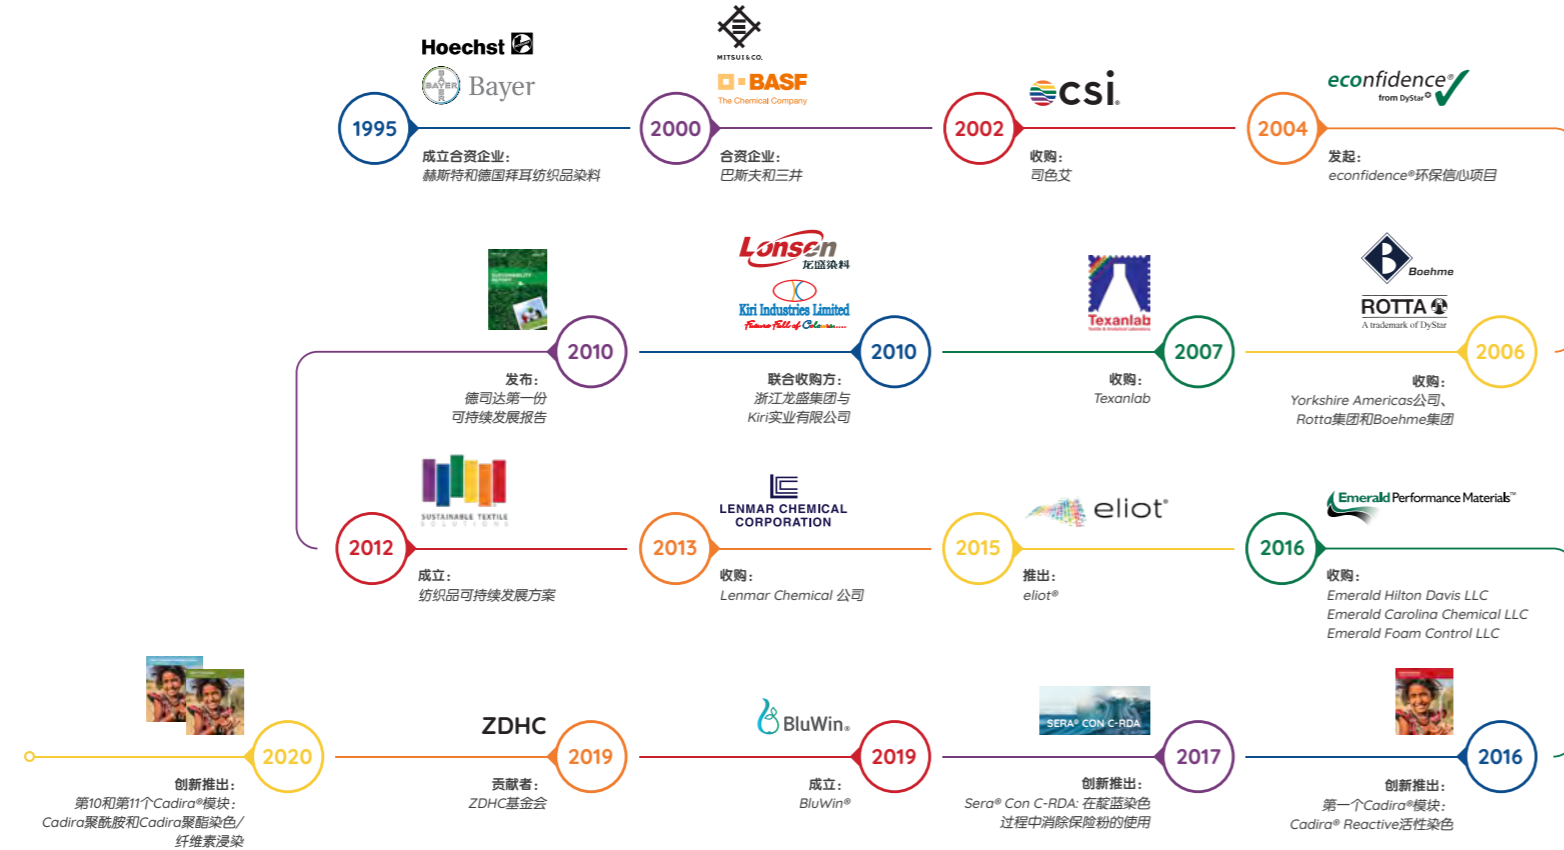 Hoechst
BAYER
Bayer
1995
成立合资企业：
赫斯特和德国拜耳纺织品染料
MITSUI & CO.
BASF
The Chemical Company
2000
合资企业：
巴斯夫和三井
csi
2002
收购：
司色艾
econfidence®
from DyStar
2004
发起：
econfidence®环保信心项目
Boehme
ROTTA
A trademark of DyStar
2006
收购：
Yorkshire Americas公司、
Rotta集团和Boehme集团
Texanlab
Textile & Analytical Laboratories
2007
收购：
Texanlab
Lonsen
龙盛染料
Kiri Industries Limited
Future Full of Colours....
2010
联合收购方：
浙江龙盛集团与
Kiri实业有限公司
SUSTAINABILITY
REPORT
2010
发布：
德司达第一份
可持续发展报告
SUSTAINABLE TEXTILE
SOLUTIONS
2012
成立：
纺织品可持续发展方案
LENMAR CHEMICAL
CORPORATION
2013
收购：
Lenmar Chemical 公司
eliot®
2015
推出：
eliot®
Emerald Performance Materials™
2016
收购：
Emerald Hilton Davis LLC
Emerald Carolina Chemical LLC
Emerald Foam Control LLC
2016
创新推出：
第一个Cadira®模块：
Cadira® Reactive活性染色
SERA® CON C-RDA
2017
创新推出：
Sera® Con C-RDA: 在靛蓝染色
过程中消除保险粉的使用
BluWin®
2019
成立：
BluWin®
ZDHC
2019
贡献者：
ZDHC基金会
2020
创新推出：
第10和第11个Cadira®模块：
Cadira聚酰胺和Cadira聚酯染色/
纤维素浸染